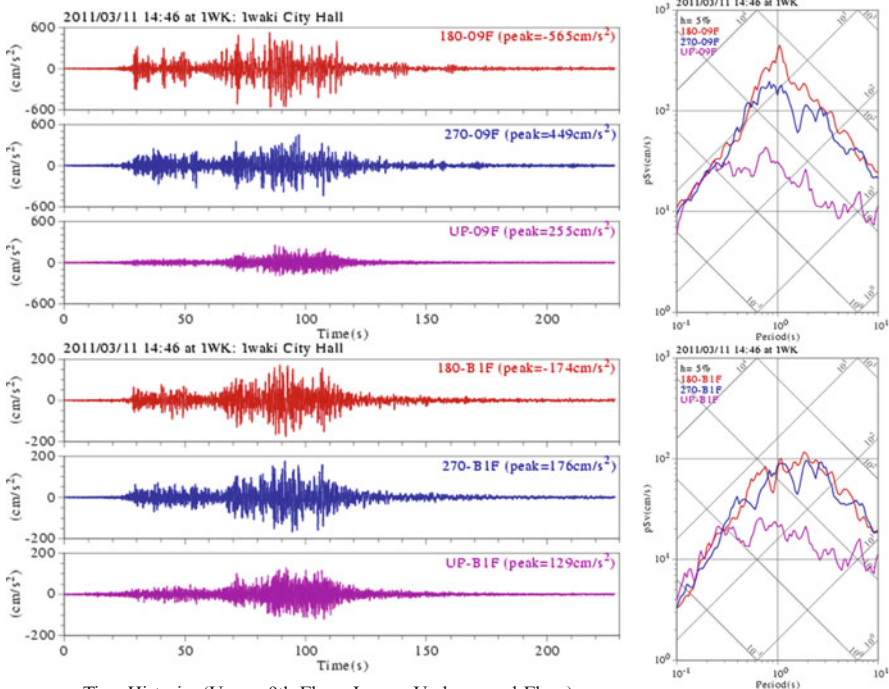 2011/03/11 14:46 at IWK: Iwaki City Hall
600
(cm/s²)
-600
180-09F (peak=-565cm/s²)
600
(cm/s²)
-600
270-09F (peak=449cm/s²)
600
(cm/s²)
-600
UP-09F (peak=255cm/s²)
0 50 100 150 200
Time(s)
2011/03/11 14:46 at IWK
h= 5%
180-09F
270-09F
UP-09F
pSv(cm/s)
10³
10²
10¹
10⁰
10⁻¹ 10⁰ 10¹
Period(s)
2011/03/11 14:46 at IWK: Iwaki City Hall
200
(cm/s²)
-200
180-B1F (peak=-174cm/s²)
200
(cm/s²)
-200
270-B1F (peak=176cm/s²)
200
(cm/s²)
-200
UP-B1F (peak=129cm/s²)
0 50 100 150 200
Time(s)
2011/03/11 14:46 at IWK
h= 5%
180-B1F
270-B1F
UP-B1F
pSv(cm/s)
10³
10²
10¹
10⁰
10⁻¹ 10⁰ 10¹
Period(s)